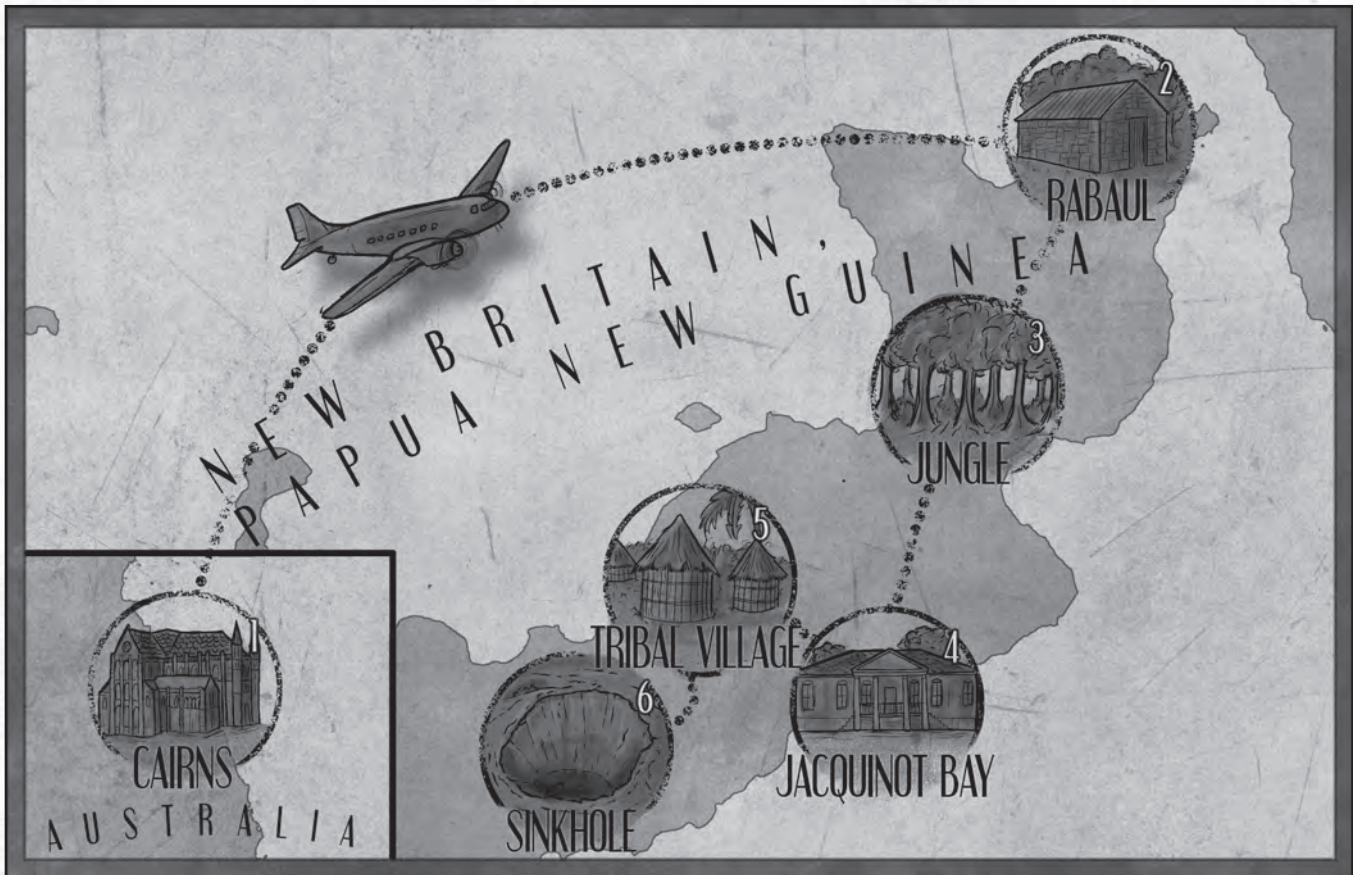 2
RABAUL
NEW BRITAIN,
PAPUA NEW GUINEA
3
JUNGLE
5
TRIBAL VILLAGE
4
JACQUINOT BAY
6
SINKHOLE
1
CAIRNS
AUSTRALIA